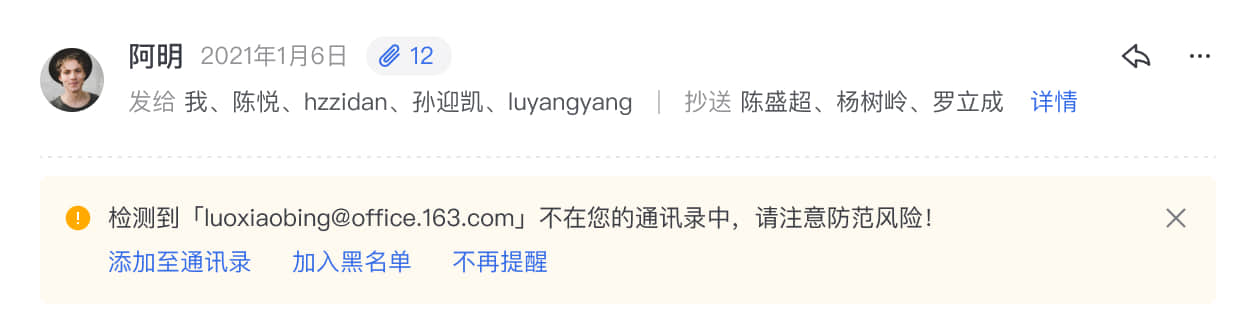 阿明 2021年1月6日 12
发给 我、陈悦、hzzidan、孙迎凯、luyangyang | 抄送 陈盛超、杨树岭、罗立成 详情
检测到「luoxiaobing@office.163.com」不在您的通讯录中，请注意防范风险！
添加至通讯录 加入黑名单 不再提醒